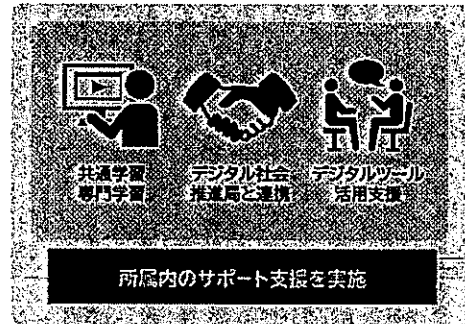 共通学習
専門学習
デジタル社会
推進局と連携
デジタルツール
活用支援
所属内のサポート支援を実施